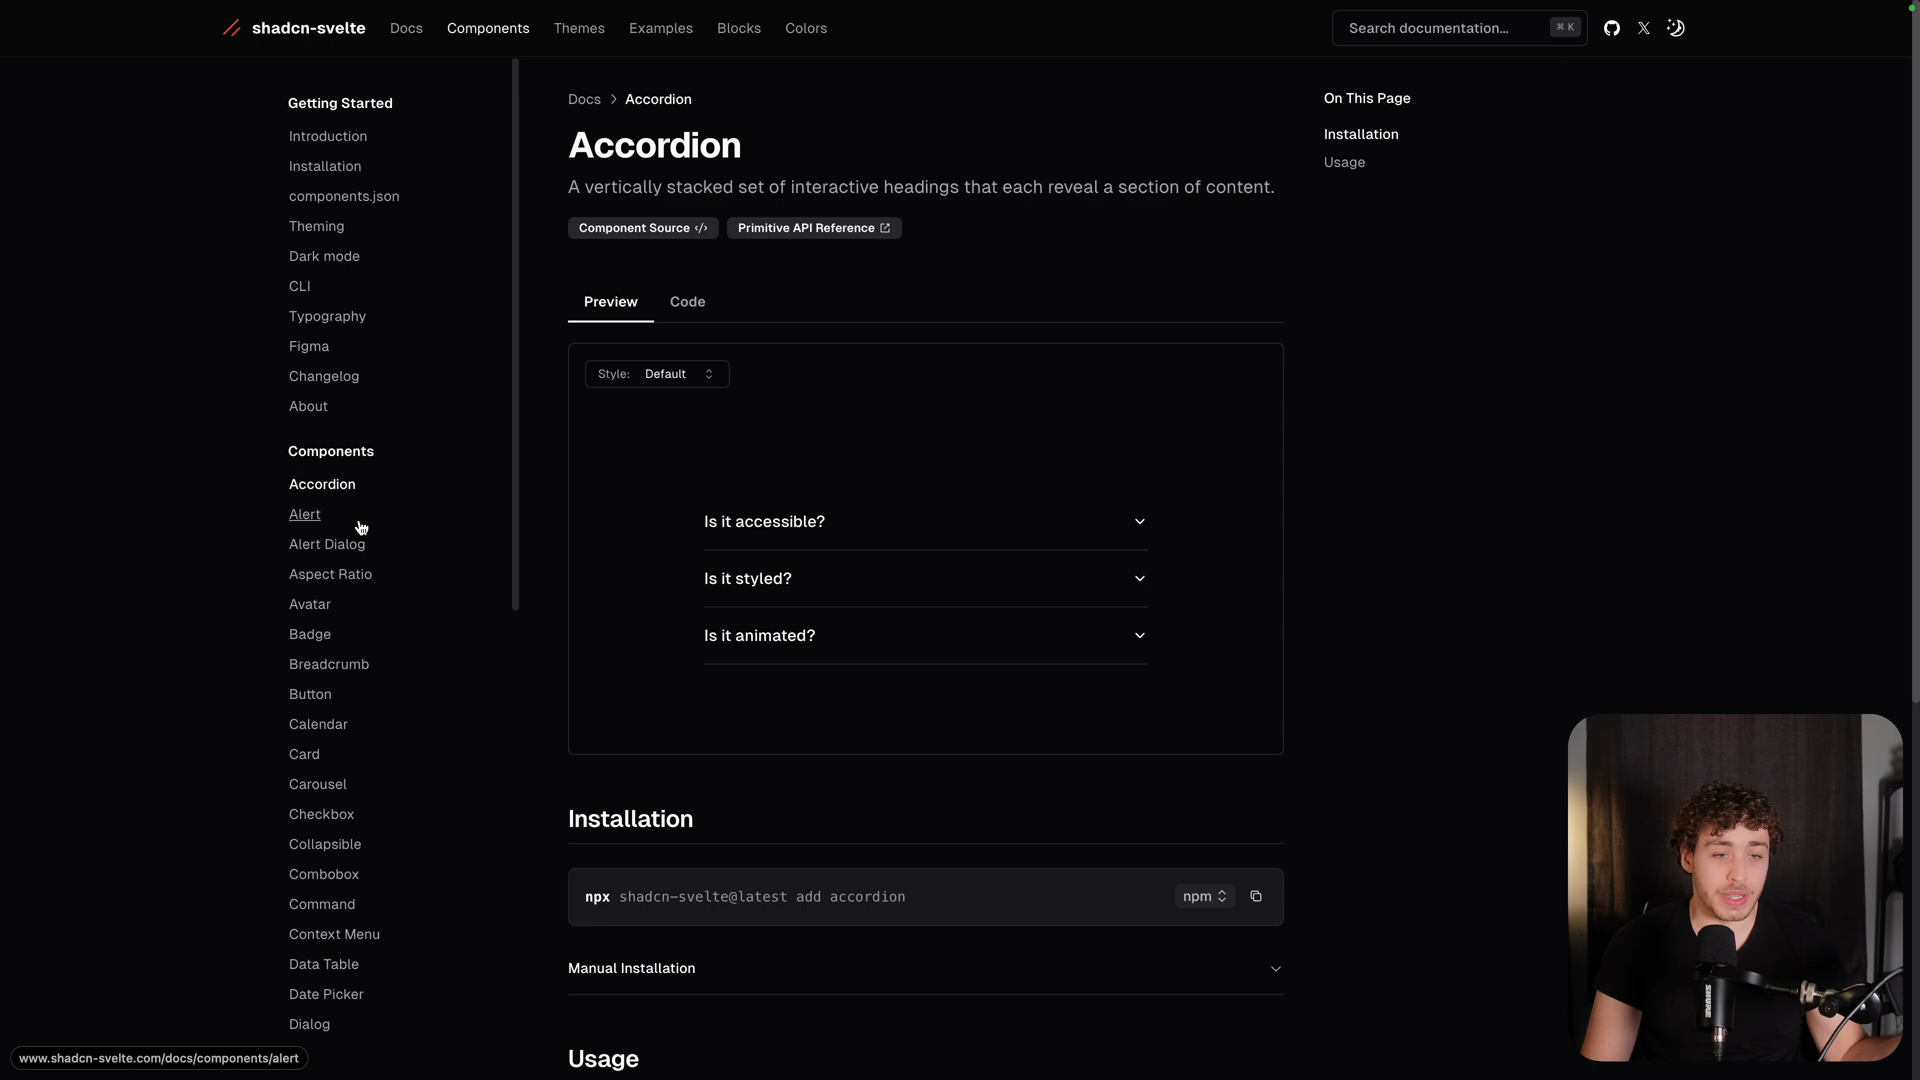 shadcn-svelte
Docs
Components
Themes
Examples
Blocks
Colors
Search documentation...
⌘ K
Getting Started
Introduction
Installation
components.json
Theming
Dark mode
CLI
Typography
Figma
Changelog
About
Components
Accordion
Alert
Alert Dialog
Aspect Ratio
Avatar
Badge
Breadcrumb
Button
Calendar
Card
Carousel
Checkbox
Collapsible
Combobox
Command
Context Menu
Data Table
Date Picker
Dialog
www.shadcn-svelte.com/docs/components/alert
Docs > Accordion
Accordion
A vertically stacked set of interactive headings that each reveal a section of content.
Component Source </>
Primitive API Reference
Preview
Code
Style: Default
Is it accessible?
Is it styled?
Is it animated?
Installation
npx shadcn-svelte@latest add accordion
npm
Manual Installation
Usage
On This Page
Installation
Usage
SHURE